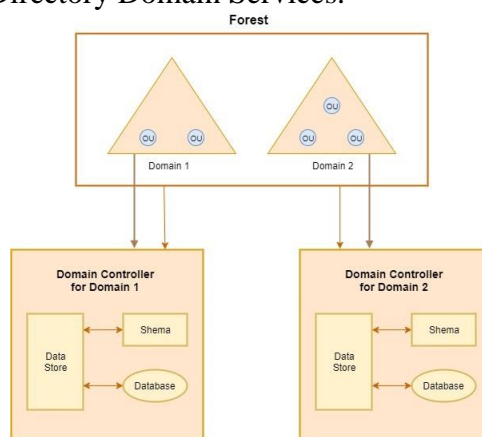 Directory Domain Services.
Forest
OU
OU
Domain 1
OU
OU
OU
Domain 2
Domain Controller
for Domain 1
Data
Store
Shema
Database
Domain Controller
for Domain 2
Data
Store
Shema
Database